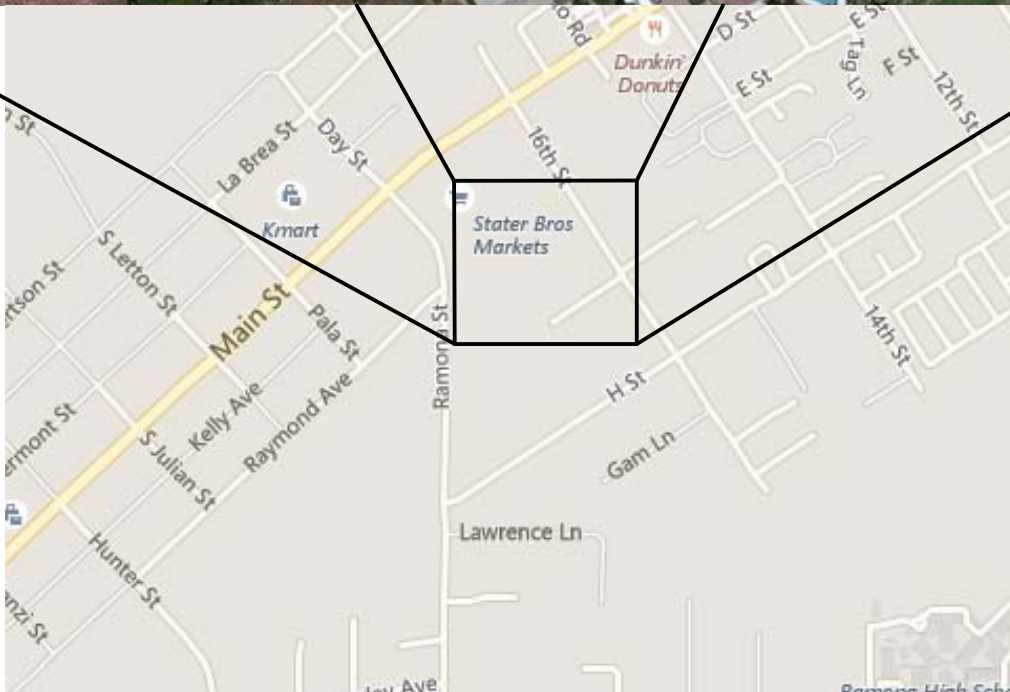 Dunkin'
Donuts
D St
E St
E St
Tag Ln
F St
12th St
16th St
La Brea St
Day St
Kmart
Stater Bros
Markets
S Letton St
Main St
Pala St
Ramona St
14th St
H St
Kelly Ave
Raymond Ave
Gam Ln
S Julian St
Lawrence Ln
Hunter St